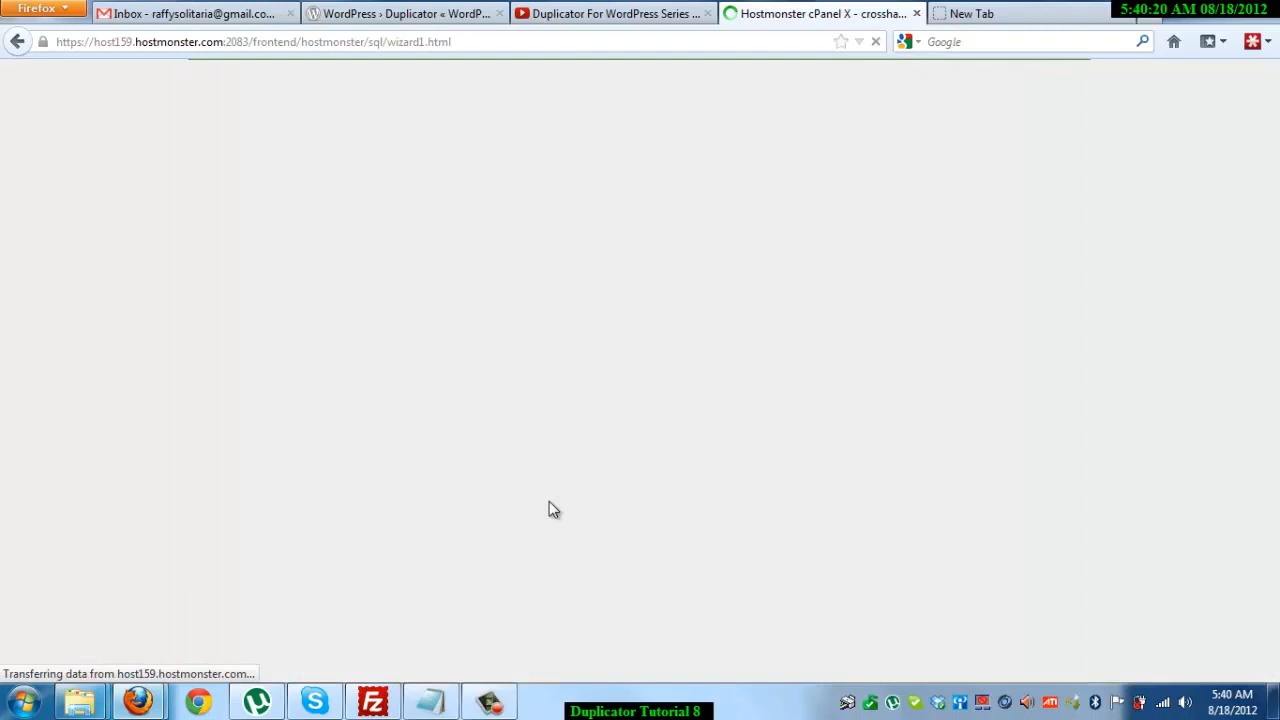 Firefox
Inbox - raffysolitaria@gmail.co...
WordPress › Duplicator « WordP...
Duplicator For WordPress Series ...
Hostmonster cPanel X - crossha...
New Tab
5:40:20 AM 08/18/2012
https://host159.hostmonster.com:2083/frontend/hostmonster/sql/wizard1.html
Google
Transferring data from host159.hostmonster.com...
Duplicator Tutorial 8
5:40 AM
8/18/2012